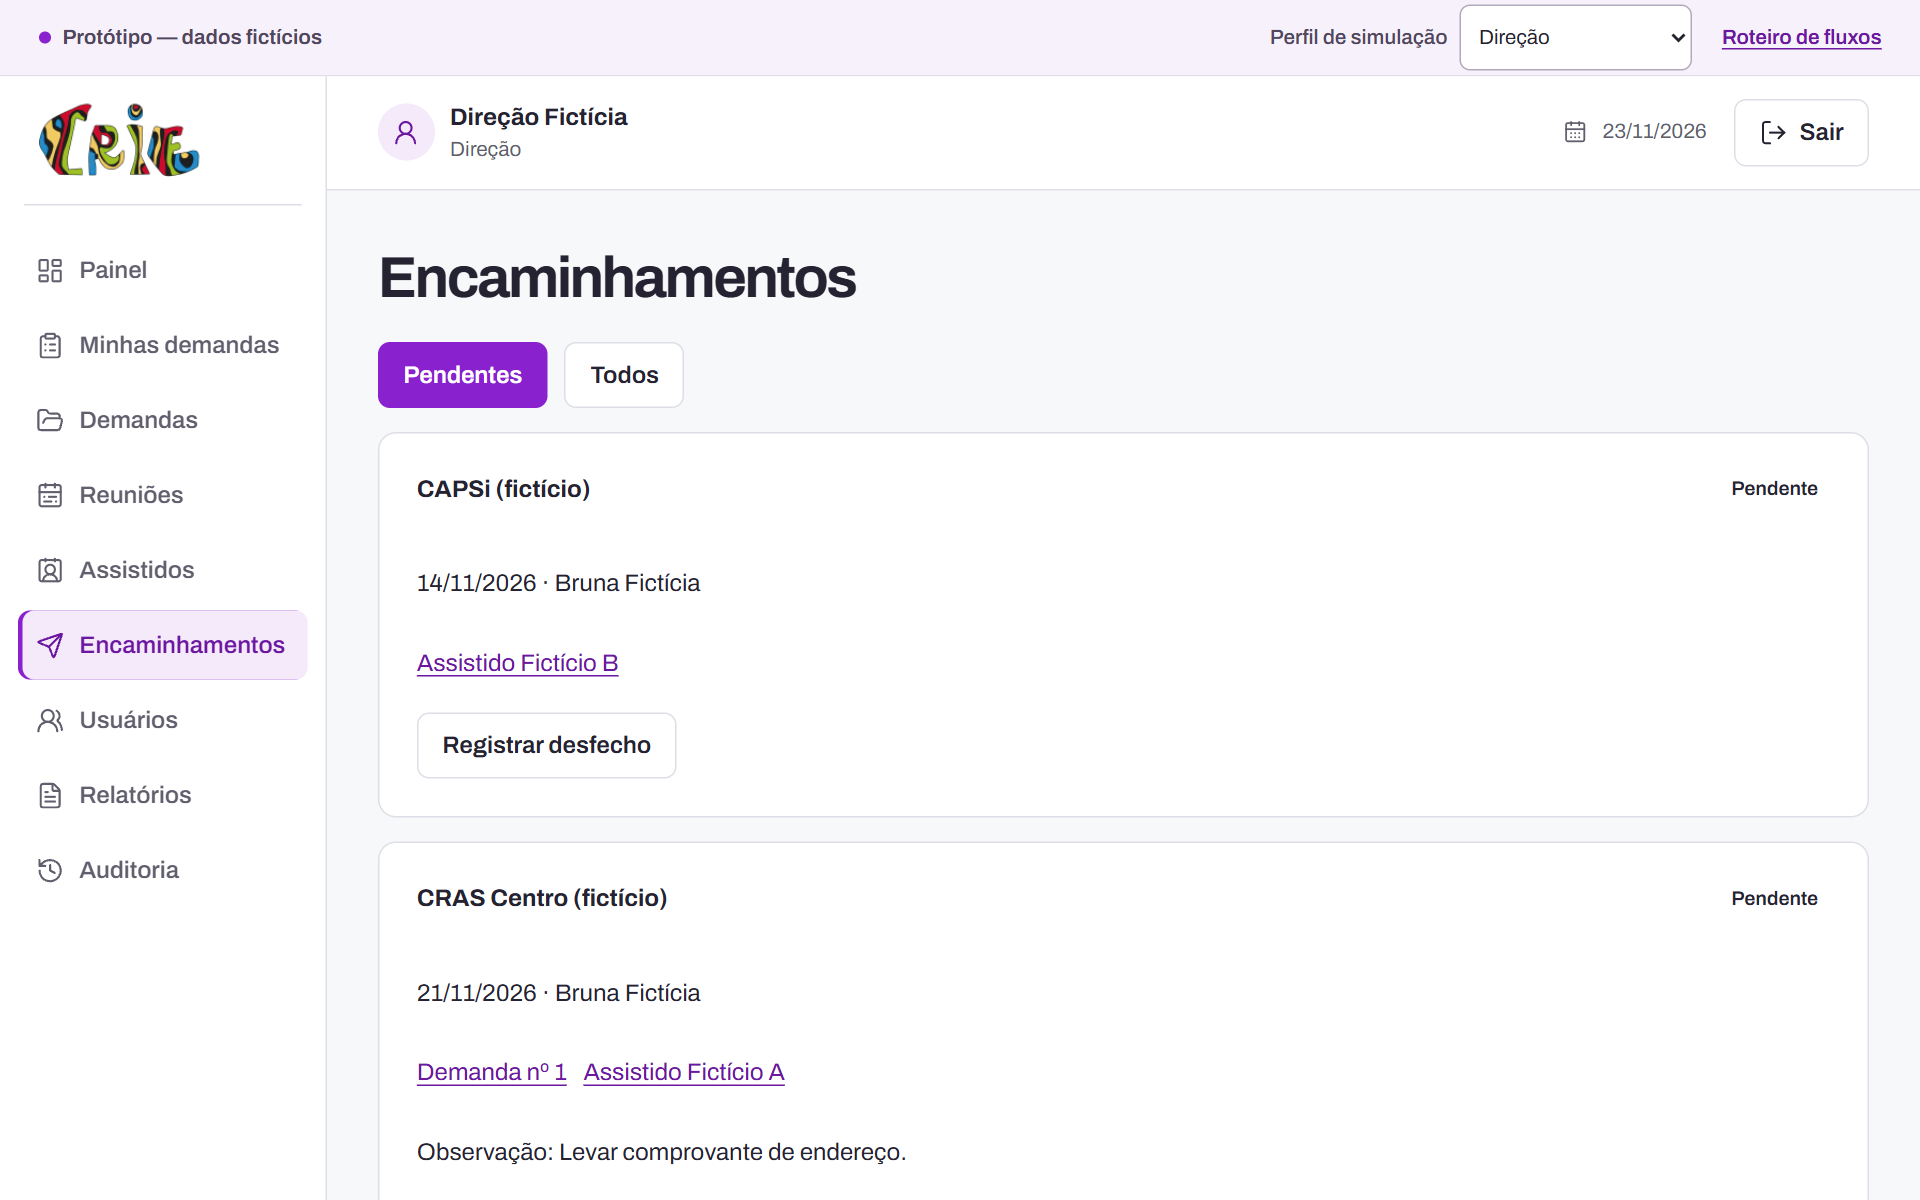 Protótipo — dados fictícios
Perfil de simulação
Direção
Roteiro de fluxos
CRIE
Direção Fictícia
Direção
23/11/2026
Sair
Painel
Minhas demandas
Demandas
Reuniões
Assistidos
Encaminhamentos
Usuários
Relatórios
Auditoria
Encaminhamentos
Pendentes
Todos
CAPSi (fictício)
Pendente
14/11/2026 · Bruna Fictícia
Assistido Fictício B
Registrar desfecho
CRAS Centro (fictício)
Pendente
21/11/2026 · Bruna Fictícia
Demanda nº 1 Assistido Fictício A
Observação: Levar comprovante de endereço.